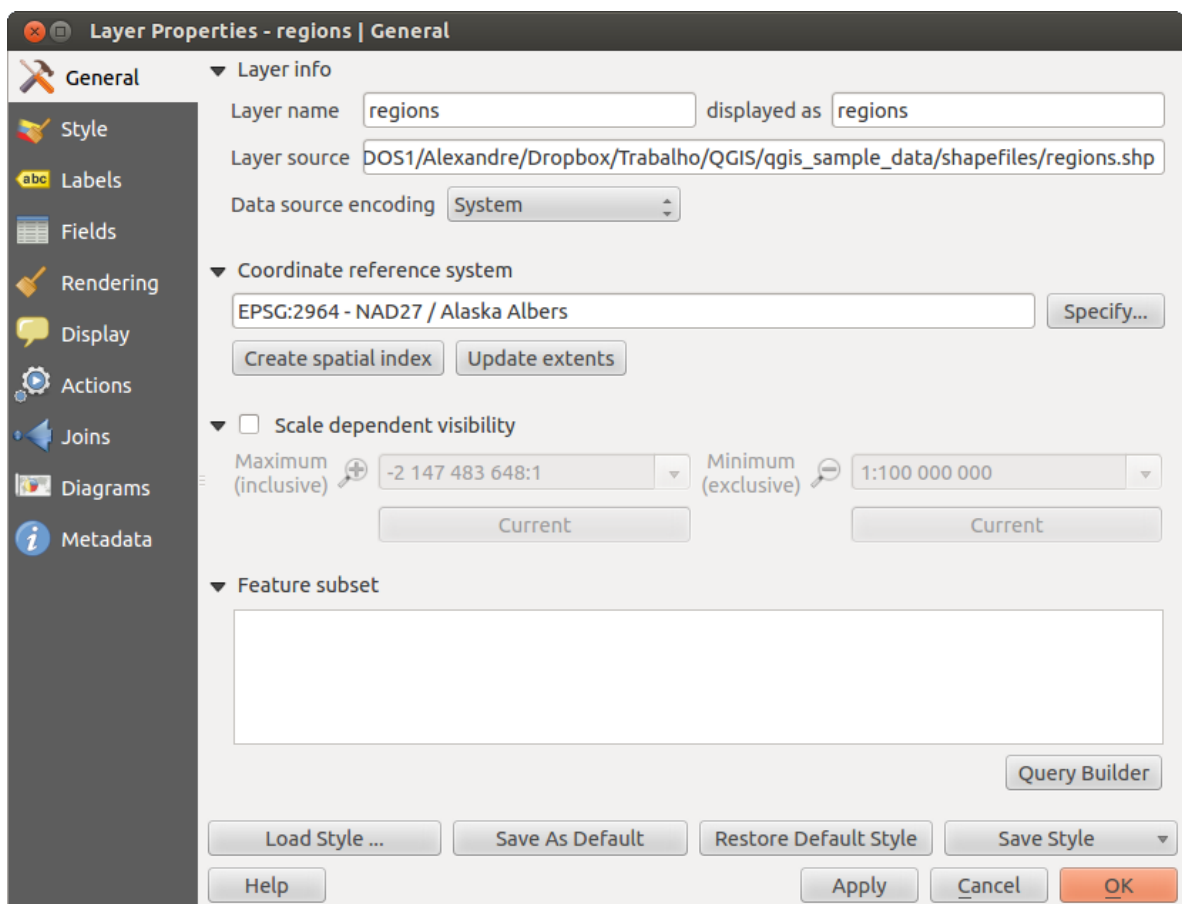 Layer Properties - regions | General
General
Style
abc Labels
Fields
Rendering
Display
Actions
Joins
Diagrams
i Metadata
Layer info
Layer name regions displayed as regions
Layer source DOS1/Alexandre/Dropbox/Trabalho/QGIS/qgis_sample_data/shapefiles/regions.shp
Data source encoding System
Coordinate reference system
EPSG:2964 - NAD27 / Alaska Albers Specify...
Create spatial index Update extents
Scale dependent visibility
Maximum (inclusive) -2 147 483 648:1 Minimum (exclusive) 1:100 000 000
Current Current
Feature subset
Query Builder
Load Style ... Save As Default Restore Default Style Save Style
Help Apply Cancel OK